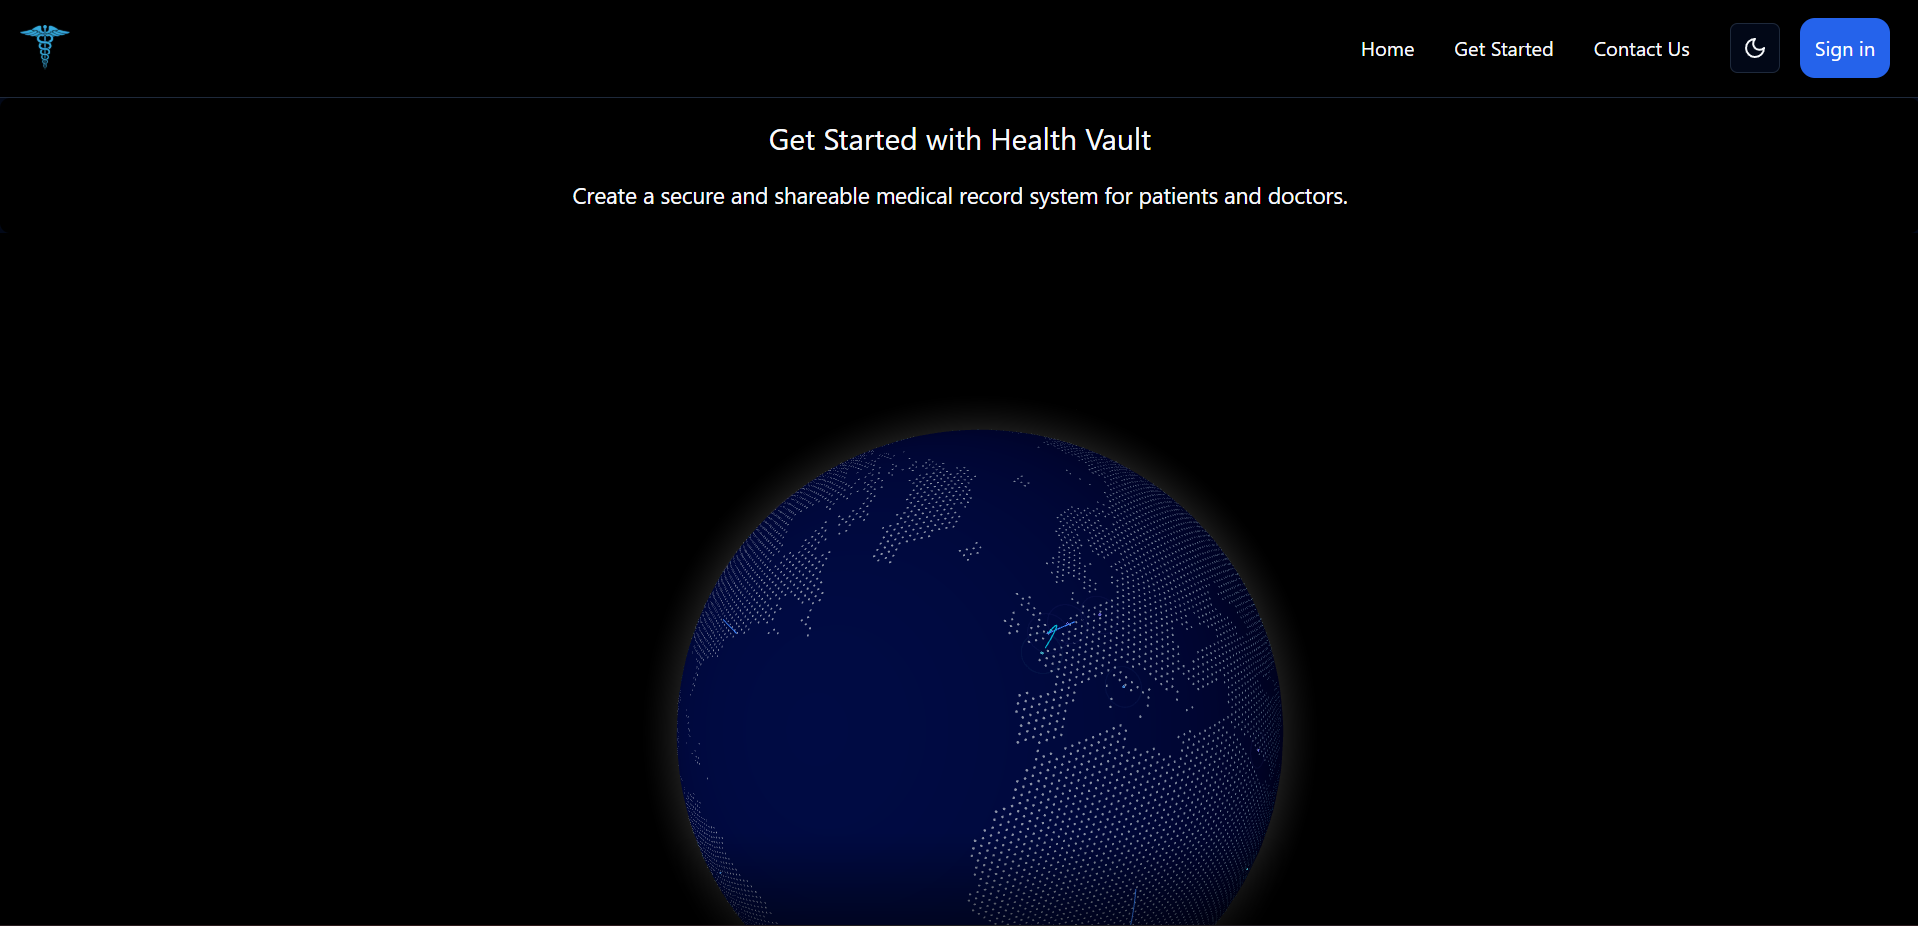 Home
Get Started
Contact Us
Sign in
Get Started with Health Vault
Create a secure and shareable medical record system for patients and doctors.